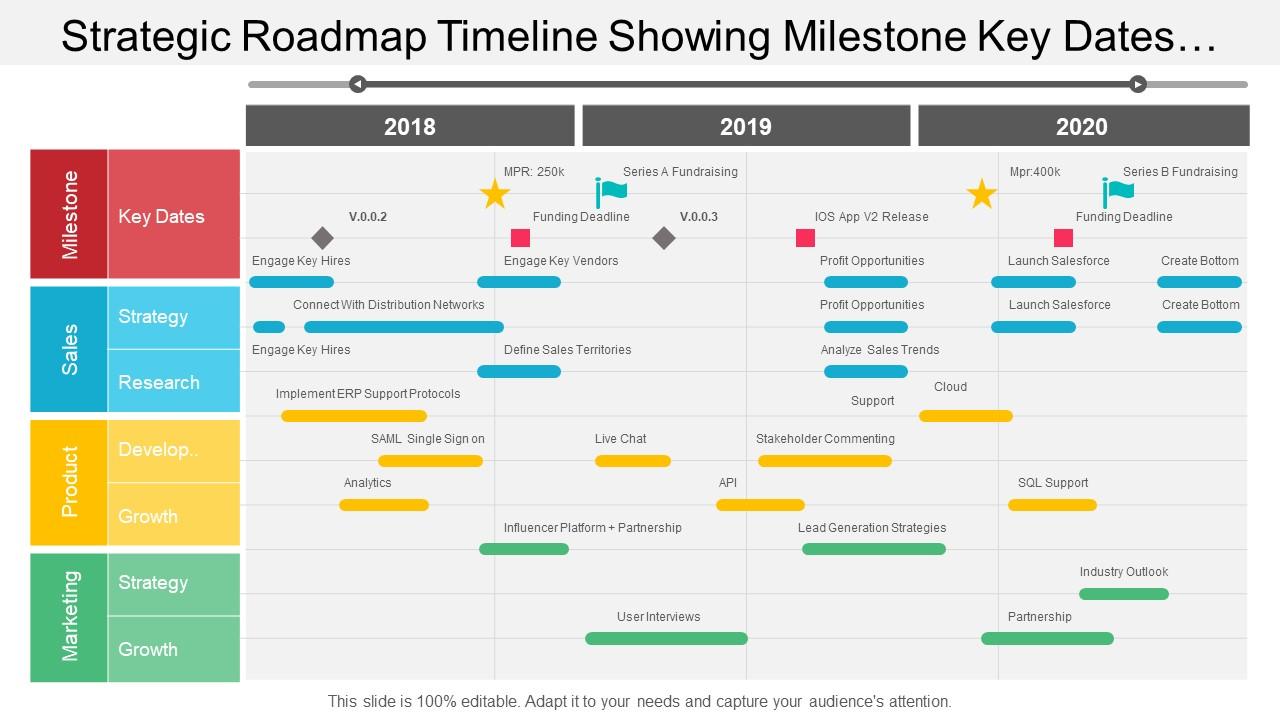 Strategic Roadmap Timeline Showing Milestone Key Dates…
2018
2019
2020
Milestone
Key Dates
MPR: 250k
Series A Fundraising
Mpr:400k
Series B Fundraising
V.0.0.2
Funding Deadline
V.0.0.3
IOS App V2 Release
Funding Deadline
Engage Key Hires
Engage Key Vendors
Profit Opportunities
Launch Salesforce
Create Bottom
Sales
Strategy
Research
Connect With Distribution Networks
Profit Opportunities
Launch Salesforce
Create Bottom
Engage Key Hires
Define Sales Territories
Analyze Sales Trends
Implement ERP Support Protocols
Support
Cloud
Product
Develop..
Growth
SAML Single Sign on
Live Chat
Stakeholder Commenting
Analytics
API
SQL Support
Influencer Platform + Partnership
Lead Generation Strategies
Marketing
Strategy
Growth
Industry Outlook
User Interviews
Partnership
This slide is 100% editable. Adapt it to your needs and capture your audience's attention.